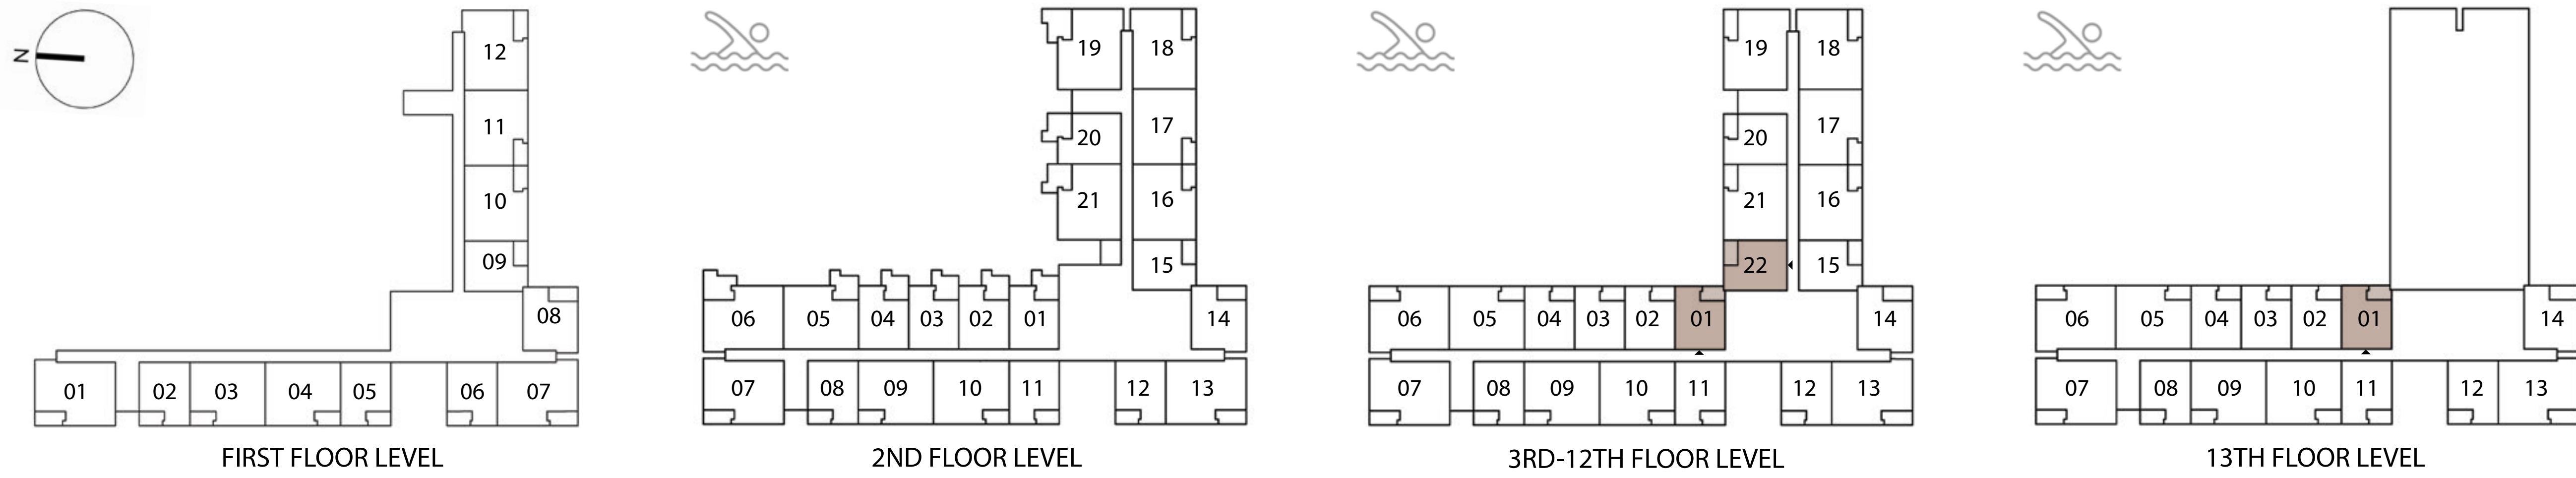 N
12
11
10
09
08
01 02 03 04 05 06 07
FIRST FLOOR LEVEL
19 18
20 17
21 16
15
06 05 04 03 02 01 14
07 08 09 10 11 12 13
2ND FLOOR LEVEL
19 18
20 17
21 16
22 15
06 05 04 03 02 01 14
07 08 09 10 11 12 13
3RD-12TH FLOOR LEVEL
06 05 04 03 02 01 14
07 08 09 10 11 12 13
13TH FLOOR LEVEL